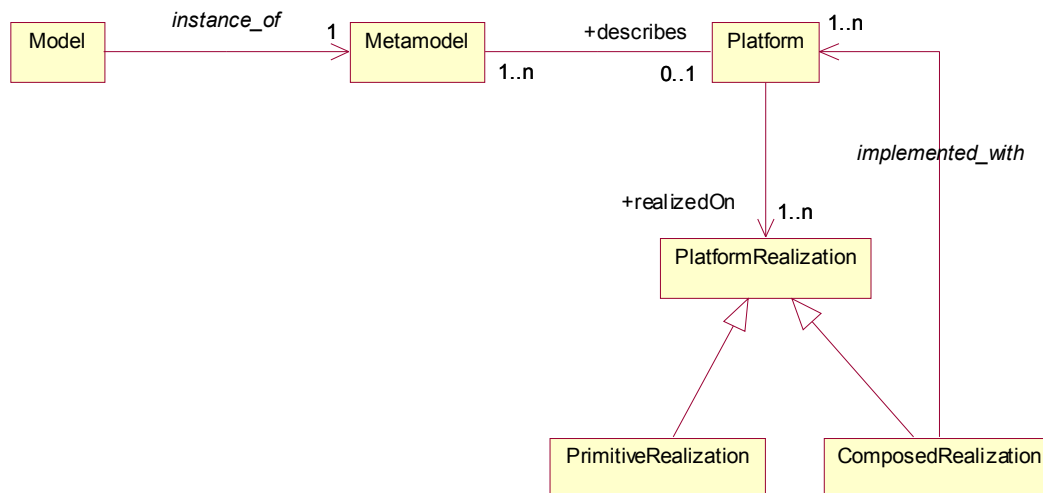 instance_of
1..n
Model
1
Metamodel
+describes
Platform
1..n
0..1
implemented_with
+realizedOn
1..n
PlatformRealization
PrimitiveRealization
ComposedRealization